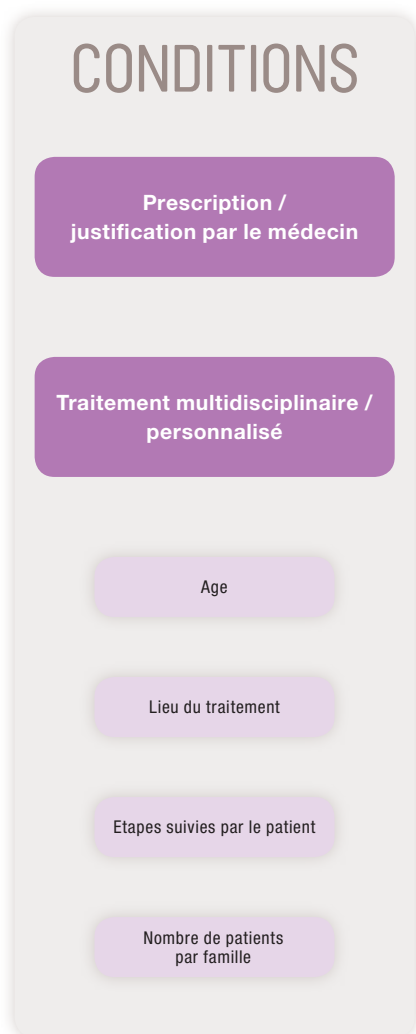 CONDITIONS
Prescription /
justification par le médecin
Traitement multidisciplinaire /
personnalisé
Age
Lieu du traitement
Etapes suivies par le patient
Nombre de patients
par famille